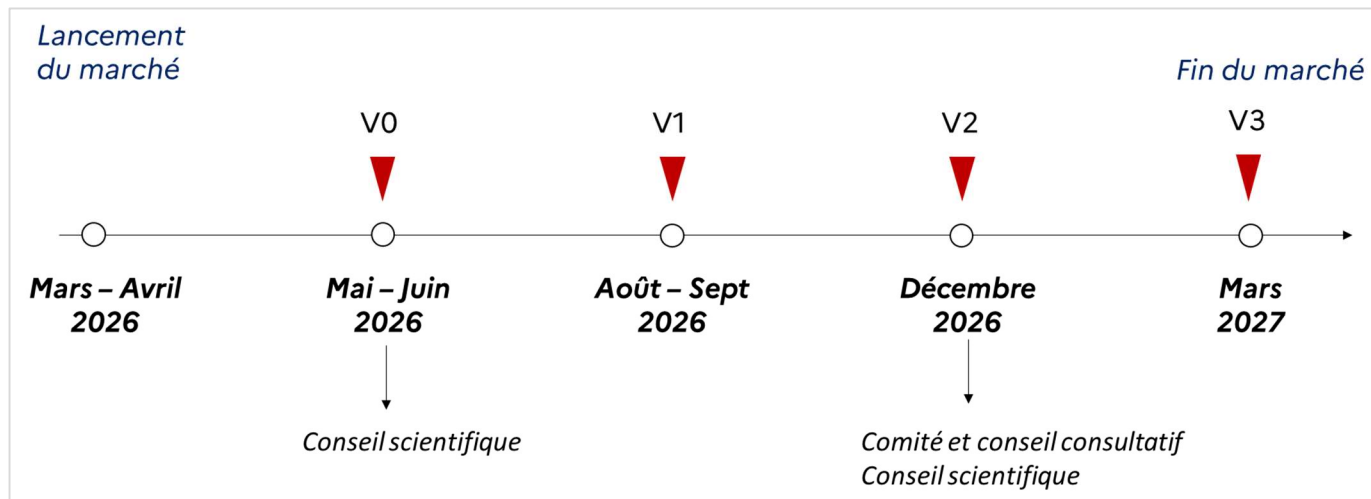 Lancement
du marché
Fin du marché
V0
V1
V2
V3
Mars – Avril
2026
Mai – Juin
2026
Août – Sept
2026
Décembre
2026
Mars
2027
Conseil scientifique
Comité et conseil consultatif
Conseil scientifique